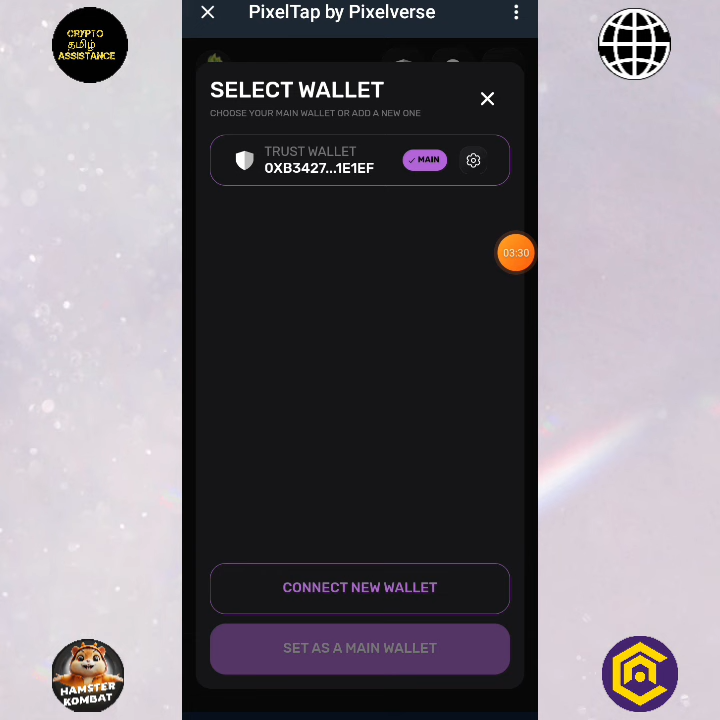 PixelTap by Pixelverse
CRYPTO
தமிழ்
ASSISTANCE
SELECT WALLET
CHOOSE YOUR MAIN WALLET OR ADD A NEW ONE
TRUST WALLET
0XB3427...1E1EF
MAIN
03:30
CONNECT NEW WALLET
SET AS A MAIN WALLET
HAMSTER
KOMBAT